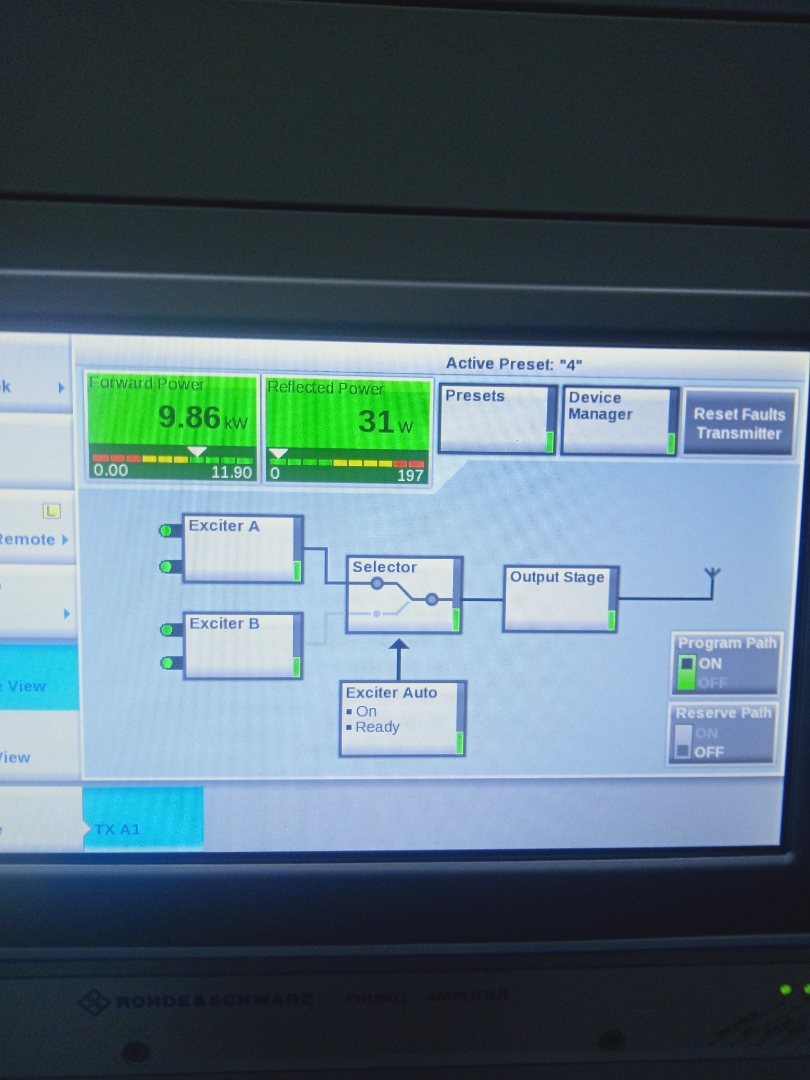 Active Preset: "4"
Forward Power
9.86 kW
0.00 11.90
Reflected Power
31 W
0 197
Presets
Device
Manager
Reset Faults
Transmitter
k
L
Remote
View
View
Exciter A
Exciter B
Selector
Output Stage
Exciter Auto
On
Ready
Program Path
ON
OFF
Reserve Path
ON
OFF
TX A1
ROHDE & SCHWARZ AMPLIFIER